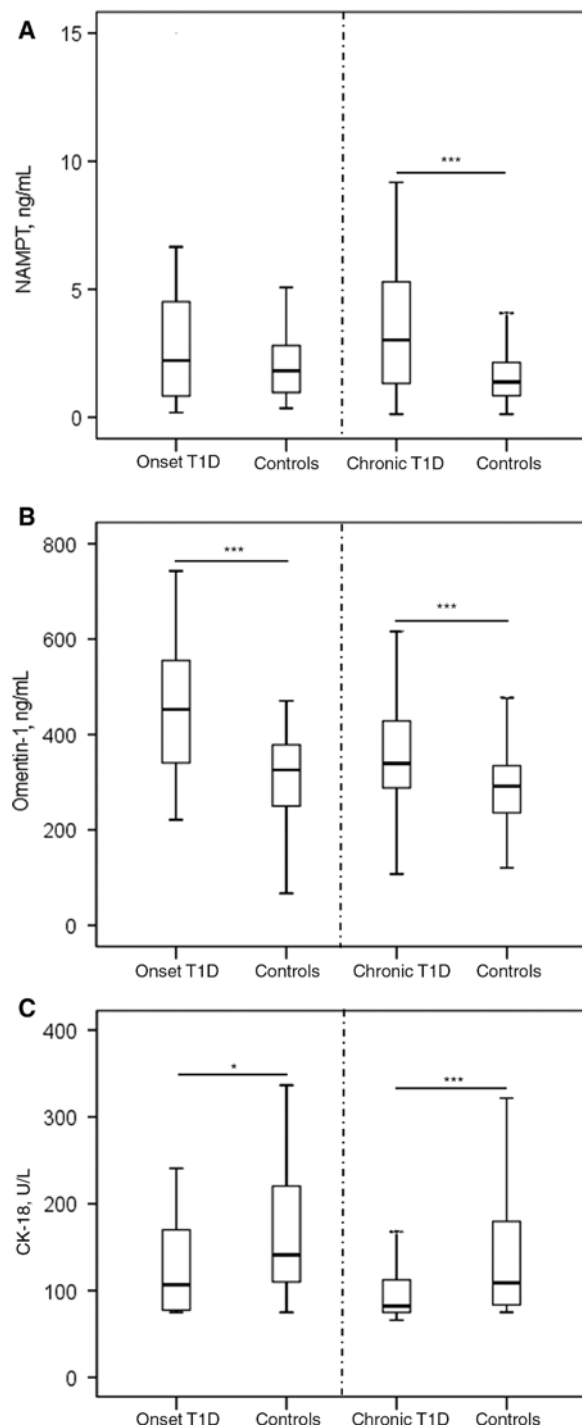 A
15
***
10
NAMPT, ng/mL
5
0
Onset T1D Controls Chronic T1D Controls
B
800
***
***
600
Omentin-1, ng/mL
400
200
0
Onset T1D Controls Chronic T1D Controls
C
400
*
***
300
CK-18, U/L
200
100
0
Onset T1D Controls Chronic T1D Controls